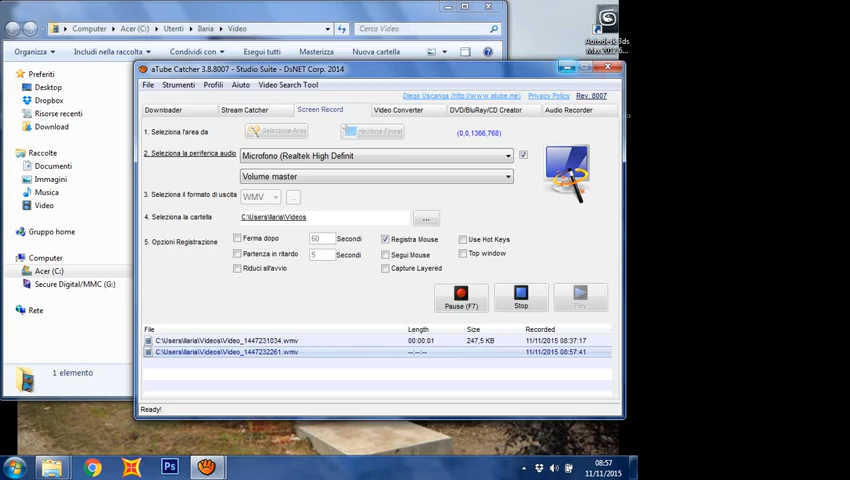 Computer ▸ Acer (C:) ▸ Utenti ▸ Ilaria ▸ Video
Cerca Video
Organizza
Includi nella raccolta
Condividi con
Esegui tutti
Masterizza
Nuova cartella
Preferiti
Desktop
Dropbox
Risorse recenti
Download
Raccolte
Documenti
Immagini
Musica
Video
Gruppo home
Computer
Acer (C:)
Secure Digital/MMC (G:)
Rete
1 elemento
aTube Catcher 3.8.8007 - Studio Suite - DsNET Corp. 2014
File Strumenti Profili Aiuto Video Search Tool
Diego Uscanga (http://www.atube.me) Privacy Policy Rev. 8007
Downloader Stream Catcher Screen Record Video Converter DVD/BluRay/CD Creator Audio Recorder
1. Seleziona l'area da
Seleziona Area
(0,0,1366,768)
2. Seleziona la periferica audio
Microfono (Realtek High Definit
Volume master
3. Seleziona il formato di uscita
WMV
...
4. Seleziona la cartella
C:\Users\Ilaria\Videos
...
5. Opzioni Registrazione
Ferma dopo 60 Secondi
Registra Mouse
Use Hot Keys
Partenza in ritardo 5 Secondi
Segui Mouse
Top window
Riduci all'avvio
Capture Layered
Pause (F7)
Stop
Play
File Length Size Recorded
C:\Users\Ilaria\Videos\Video_1447231034.wmv 00:00:01 247,5 KB 11/11/2015 08:37:17
C:\Users\Ilaria\Videos\Video_1447232261.wmv --:--:-- 11/11/2015 08:57:41
Ready!
Ps
08:57
11/11/2015